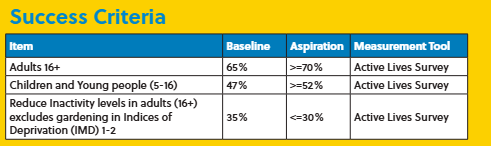 Success Criteria
Item Baseline Aspiration Measurement Tool
Adults 16+ 65% >=70% Active Lives Survey
Children and Young people (5-16) 47% >=52% Active Lives Survey
Reduce Inactivity levels in adults (16+)
excludes gardening in Indices of
Deprivation (IMD) 1-2 35% <=30% Active Lives Survey